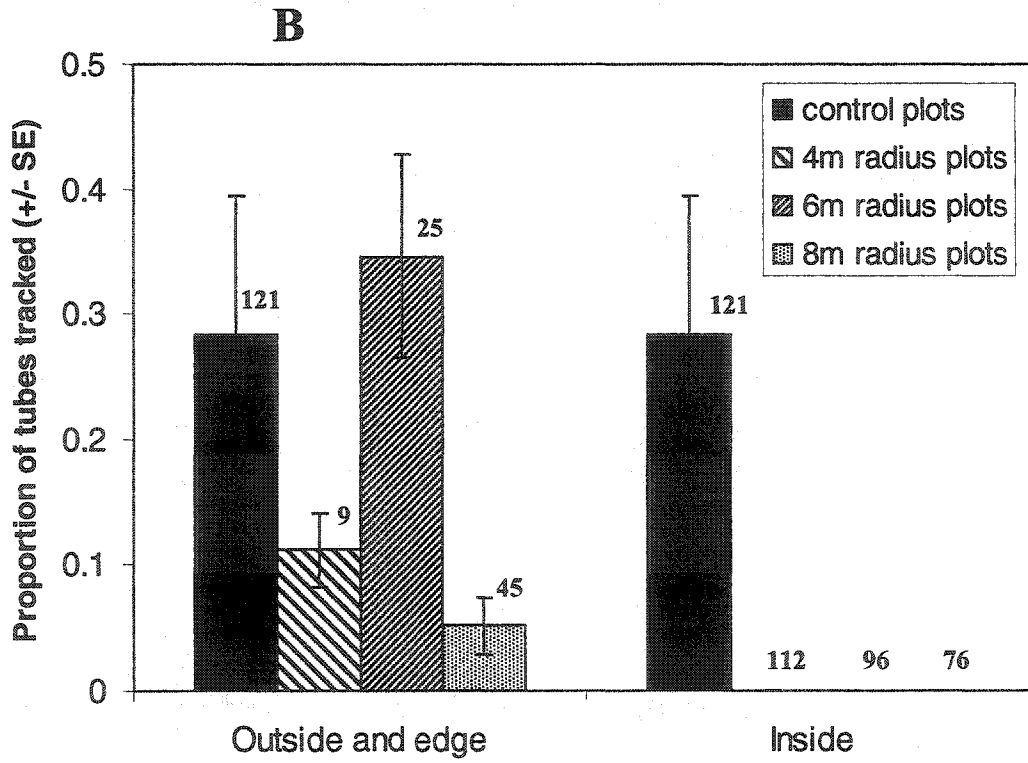 B
Proportion of tubes tracked (+/- SE)
0.5
0.4
0.3
0.2
0.1
0
control plots
4m radius plots
6m radius plots
8m radius plots
121
9
25
45
121
112
96
76
Outside and edge
Inside